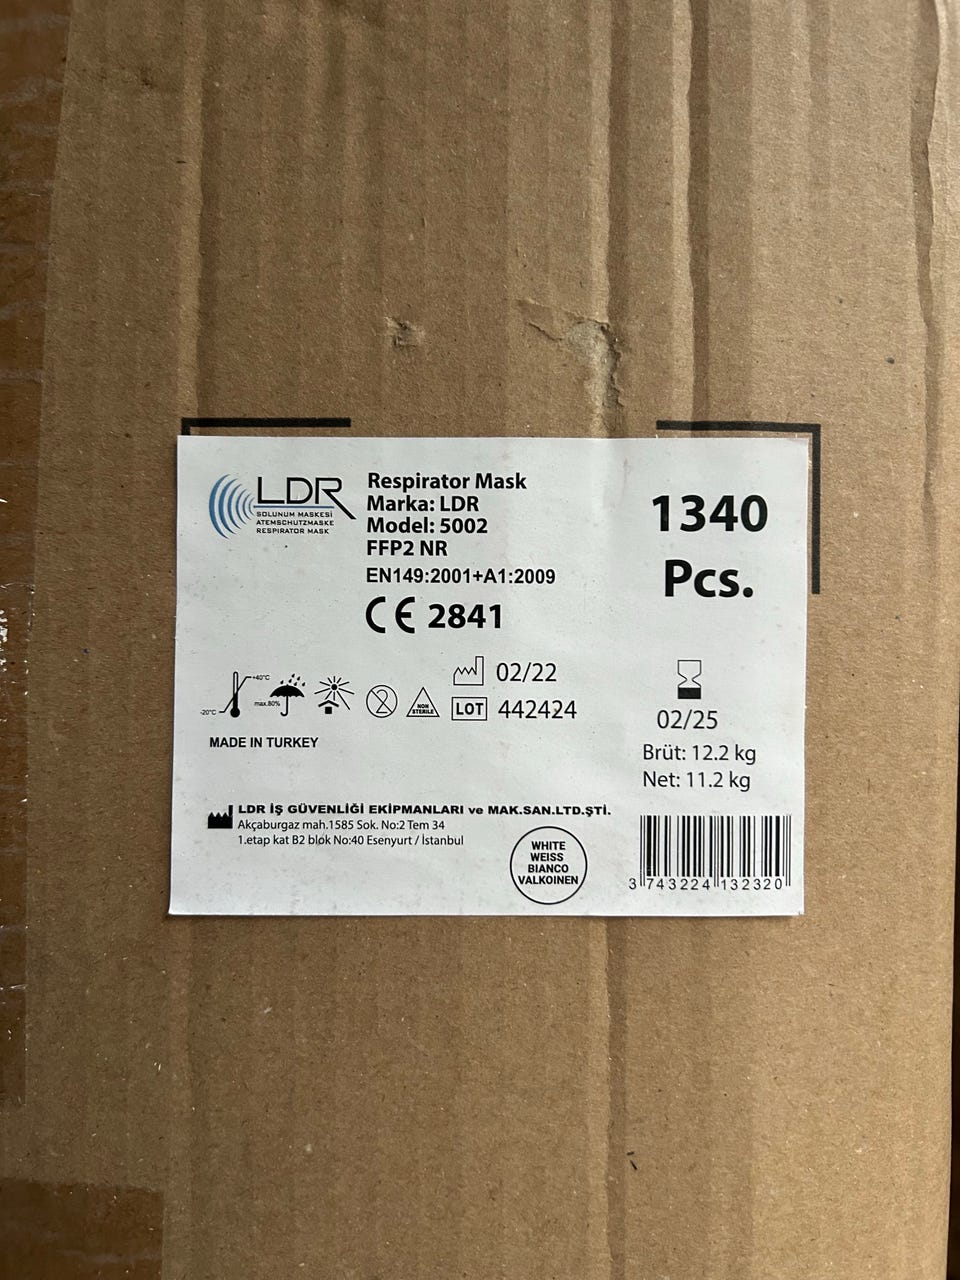 LDR
SOLUNUM MASKESİ
ATEMSCHUTZMASKE
RESPIRATOR MASK
Respirator Mask
Marka: LDR
Model: 5002
FFP2 NR
EN149:2001+A1:2009
CE 2841
1340
Pcs.
+40°C
-20°C
max.80%
2
NON
STERILE
02/22
LOT 442424
02/25
Brüt: 12.2 kg
Net: 11.2 kg
MADE IN TURKEY
LDR İŞ GÜVENLİĞİ EKİPMANLARI ve MAK.SAN.LTD.ŞTİ.
Akçaburgaz mah.1585 Sok. No:2 Tem 34
1.etap kat B2 blok No:40 Esenyurt / İstanbul
WHITE
WEISS
BIANCO
VALKOINEN
3 743224 132320